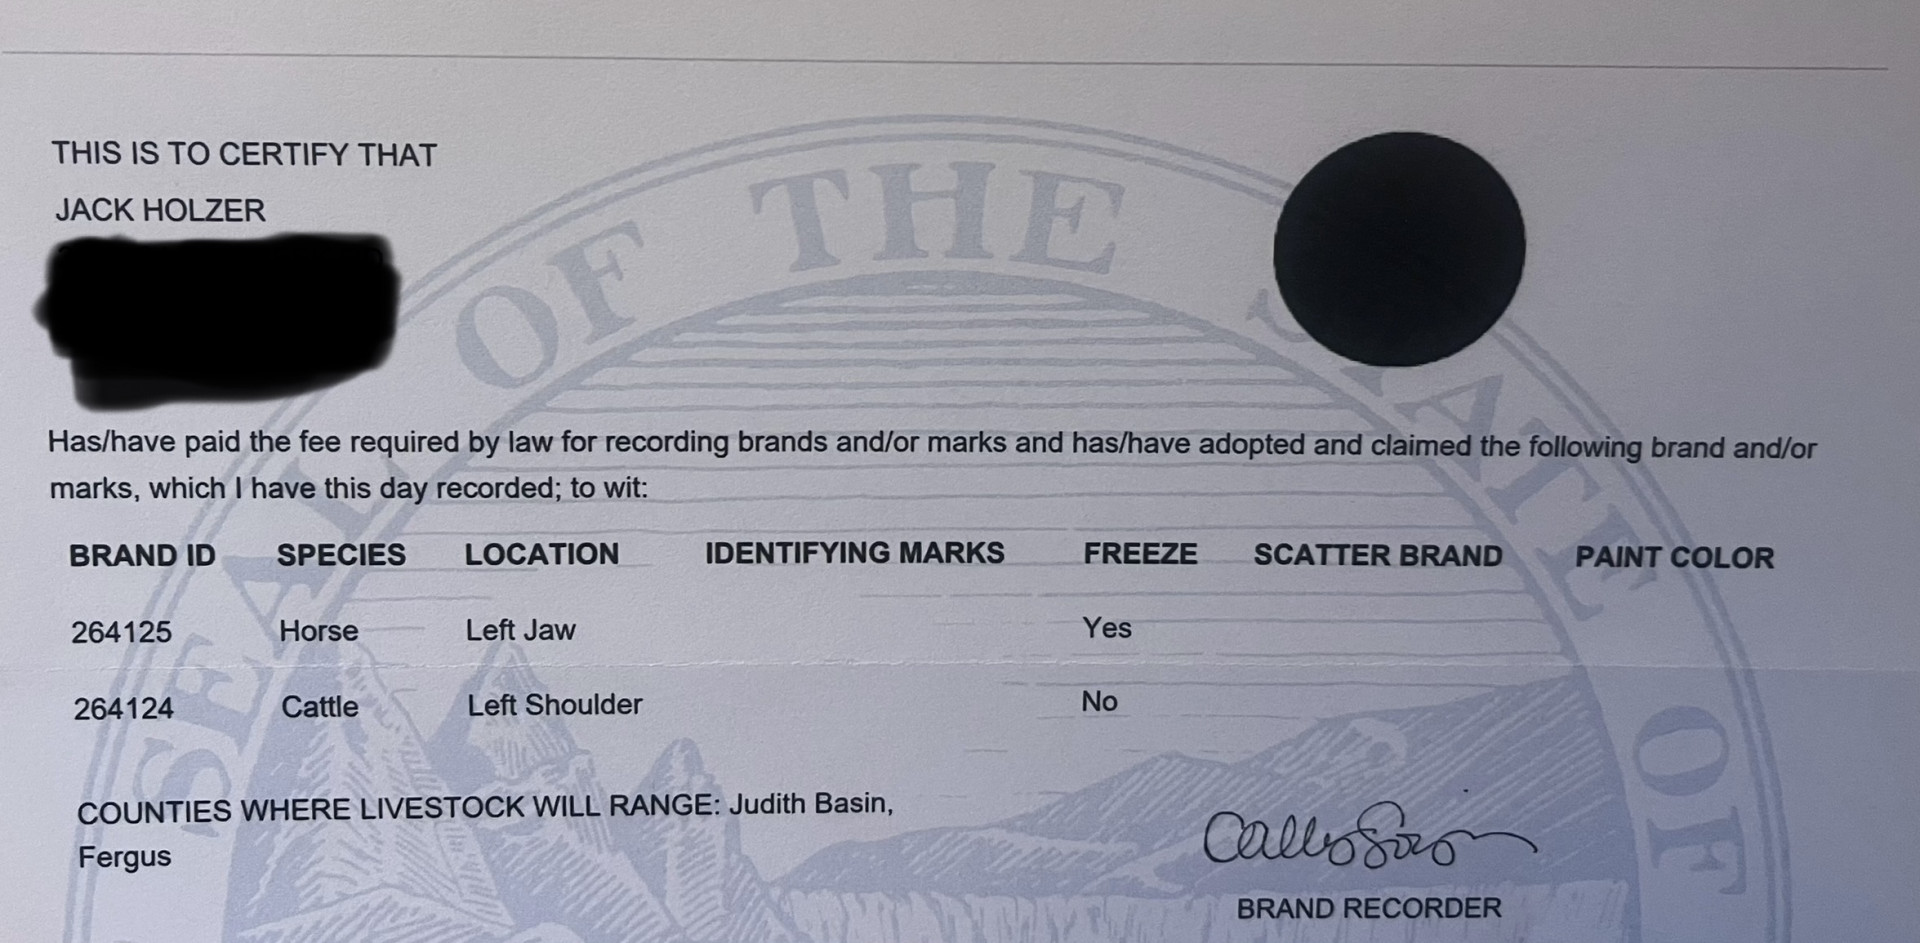 THIS IS TO CERTIFY THAT
JACK HOLZER
SEAL OF THE STATE OF
Has/have paid the fee required by law for recording brands and/or marks and has/have adopted and claimed the following brand and/or
marks, which I have this day recorded; to wit:
BRAND ID SPECIES LOCATION IDENTIFYING MARKS FREEZE SCATTER BRAND PAINT COLOR
264125 Horse Left Jaw Yes
264124 Cattle Left Shoulder No
COUNTIES WHERE LIVESTOCK WILL RANGE: Judith Basin,
Fergus
BRAND RECORDER